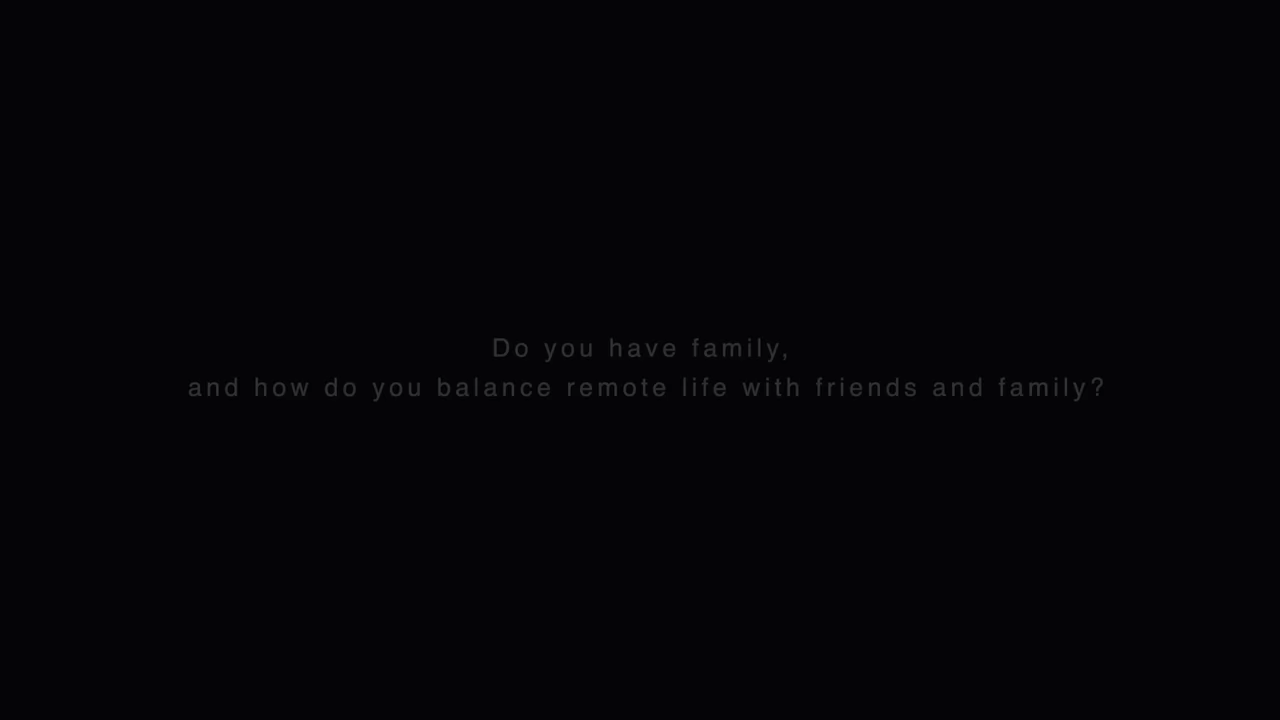 Do you have family,
and how do you balance remote life with friends and family?